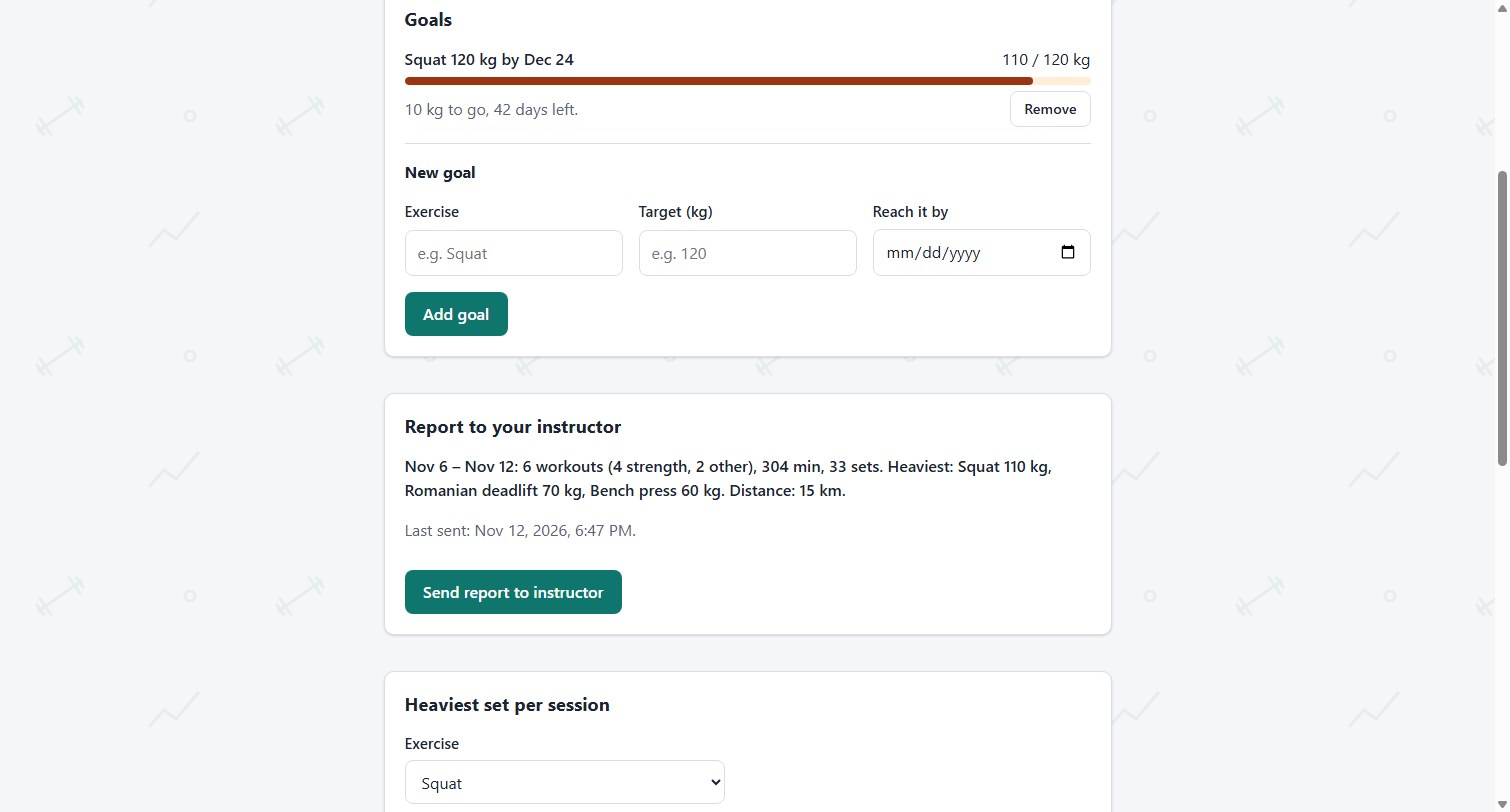 Goals
Squat 120 kg by Dec 24
110 / 120 kg
10 kg to go, 42 days left.
Remove
New goal
Exercise
Target (kg)
Reach it by
e.g. Squat
e.g. 120
mm/dd/yyyy
Add goal
Report to your instructor
Nov 6 – Nov 12: 6 workouts (4 strength, 2 other), 304 min, 33 sets. Heaviest: Squat 110 kg,
Romanian deadlift 70 kg, Bench press 60 kg. Distance: 15 km.
Last sent: Nov 12, 2026, 6:47 PM.
Send report to instructor
Heaviest set per session
Exercise
Squat